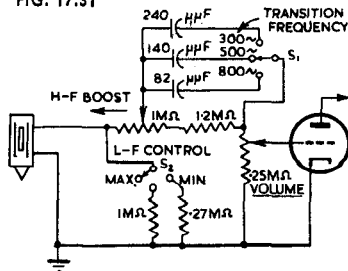 FIG. 17.31
240 μμF
TRANSITION
FREQUENCY
300~
140 μμF
500~
S₁
82 μμF
800~
H-F BOOST
1MΩ
1·2MΩ
L-F CONTROL
S₂
MAX
MIN
·25MΩ
VOLUME
1MΩ
·27MΩ